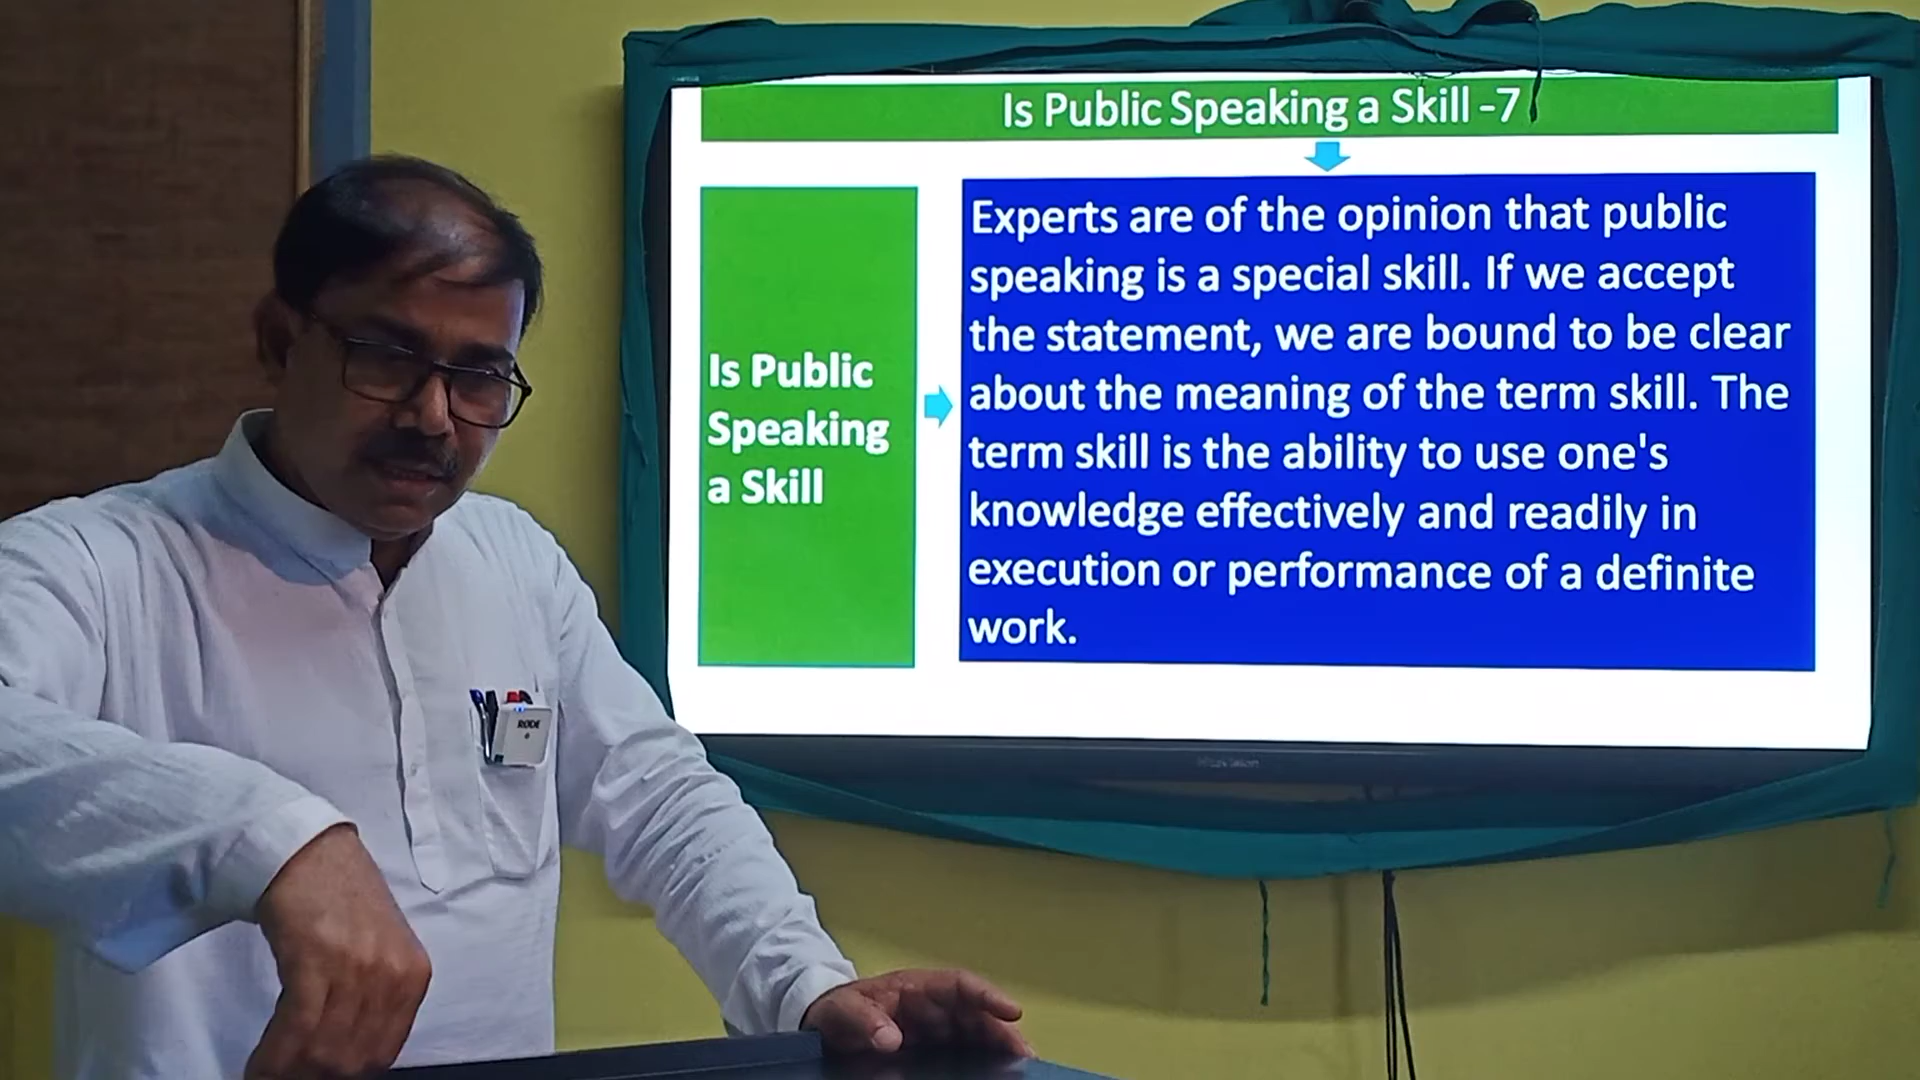 Is Public Speaking a Skill -7
Is Public
Speaking
a Skill
Experts are of the opinion that public
speaking is a special skill. If we accept
the statement, we are bound to be clear
about the meaning of the term skill. The
term skill is the ability to use one's
knowledge effectively and readily in
execution or performance of a definite
work.
RØDE